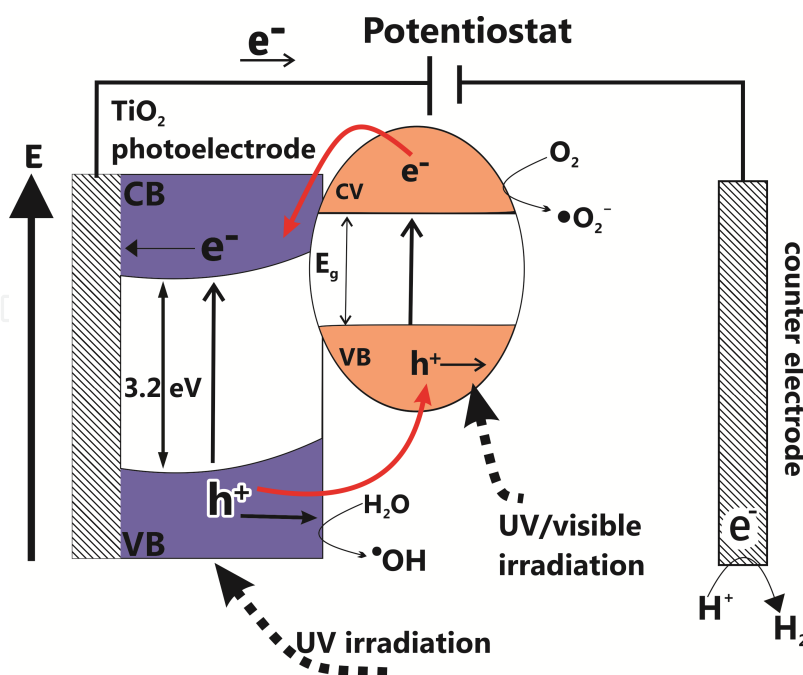 e⁻
Potentiostat
TiO₂
photoelectrode
E
CB
e⁻
CV
e⁻
O₂
•O₂⁻
E₉
3.2 eV
VB
h⁺
h⁺
VB
H₂O
•OH
UV/visible
irradiation
UV irradiation
counter electrode
e⁻
H⁺
H₂